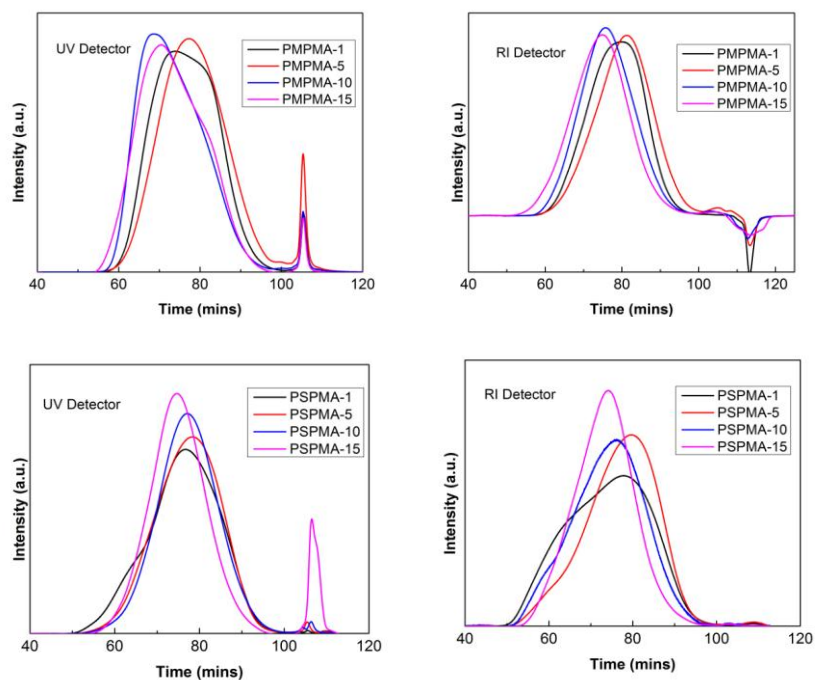 UV Detector
PMPMA-1
PMPMA-5
PMPMA-10
PMPMA-15
Intensity (a.u.)
40 60 80 100 120
Time (mins)
RI Detector
PMPMA-1
PMPMA-5
PMPMA-10
PMPMA-15
Intensity (a.u.)
40 60 80 100 120
Time (mins)
UV Detector
PSPMA-1
PSPMA-5
PSPMA-10
PSPMA-15
Intensity (a.u.)
40 60 80 100 120
Time (mins)
RI Detector
PSPMA-1
PSPMA-5
PSPMA-10
PSPMA-15
Intensity (a.u.)
40 60 80 100 120
Time (mins)